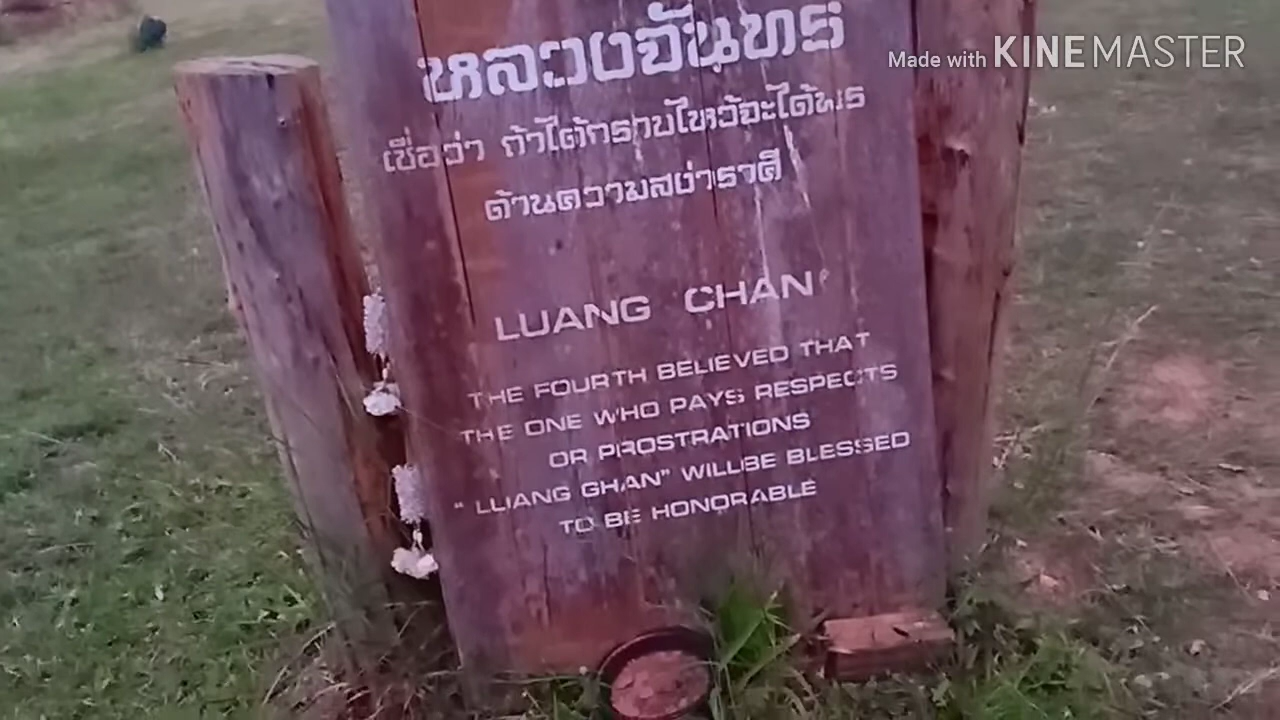 Made with KINEMASTER
หลวงจันทร์
เชื่อว่า ถ้าได้กราบไหว้จะได้พร
ด้านความสง่าราศี
LUANG CHAN
THE FOURTH BELIEVED THAT
THE ONE WHO PAYS RESPECTS
OR PROSTRATIONS
" LUANG GHAN" WILLBE BLESSED
TO BE HONORABLE